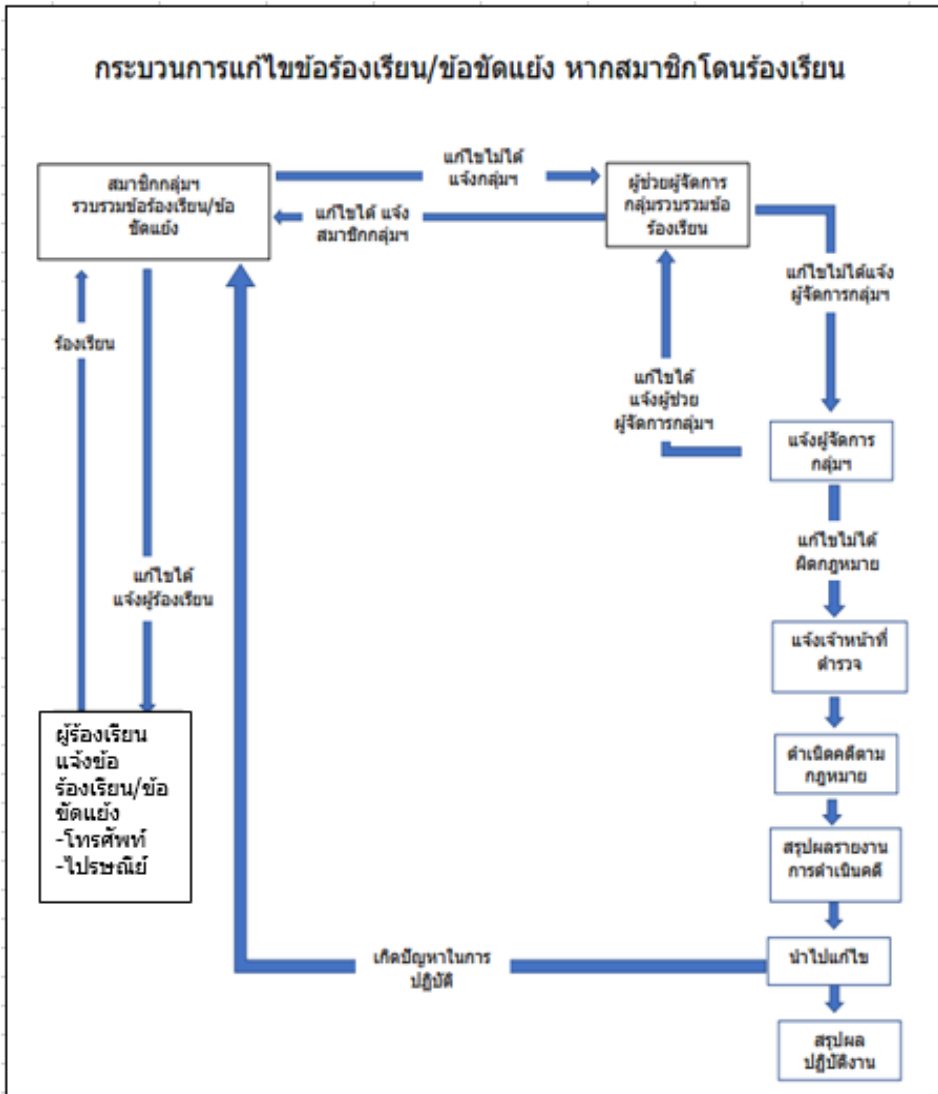 กระบวนการแก้ไขข้อร้องเรียน/ข้อขัดแย้ง หากสมาชิกโดนร้องเรียน
สมาชิกกลุ่มฯ
รวบรวมข้อร้องเรียน/ข้อ
ขัดแย้ง
แก้ไขไม่ได้
แจ้งกลุ่มฯ
แก้ไขได้ แจ้ง
สมาชิกกลุ่มฯ
ผู้ช่วยผู้จัดการ
กลุ่มรวบรวมข้อ
ร้องเรียน
แก้ไขไม่ได้แจ้ง
ผู้จัดการกลุ่มฯ
ร้องเรียน
แก้ไขได้
แจ้งผู้ช่วย
ผู้จัดการกลุ่มฯ
แจ้งผู้จัดการ
กลุ่มฯ
แก้ไขไม่ได้
ผิดกฎหมาย
แก้ไขได้
แจ้งผู้ร้องเรียน
แจ้งเจ้าหน้าที่
ตำรวจ
ผู้ร้องเรียน
แจ้งข้อ
ร้องเรียน/ข้อ
ขัดแย้ง
-โทรศัพท์
-ไปรษณีย์
ดำเนิดคดีตาม
กฎหมาย
สรุปผลรายงาน
การดำเนินคดี
เกิดปัญหาในการ
ปฏิบัติ
นำไปแก้ไข
สรุปผล
ปฏิบัติงาน